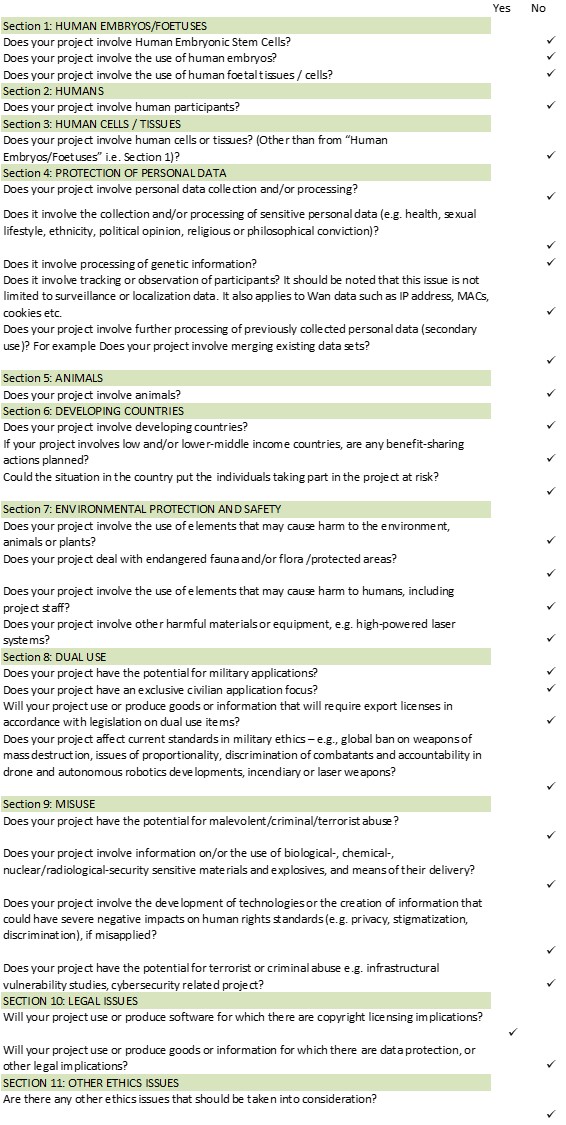 Yes No
Section 1: HUMAN EMBRYOS/FOETUSES
Does your project involve Human Embryonic Stem Cells? ✓
Does your project involve the use of human embryos? ✓
Does your project involve the use of human foetal tissues / cells? ✓
Section 2: HUMANS
Does your project involve human participants? ✓
Section 3: HUMAN CELLS / TISSUES
Does your project involve human cells or tissues? (Other than from “Human
Embryos/Foetuses” i.e. Section 1)? ✓
Section 4: PROTECTION OF PERSONAL DATA
Does your project involve personal data collection and/or processing?
✓
Does it involve the collection and/or processing of sensitive personal data (e.g. health, sexual
lifestyle, ethnicity, political opinion, religious or philosophical conviction)?
✓
Does it involve processing of genetic information? ✓
Does it involve tracking or observation of participants? It should be noted that this issue is not
limited to surveillance or localization data. It also applies to Wan data such as IP address, MACs,
cookies etc. ✓
Does your project involve further processing of previously collected personal data (secondary
use)? For example Does your project involve merging existing data sets?
✓
Section 5: ANIMALS
Does your project involve animals? ✓
Section 6: DEVELOPING COUNTRIES
Does your project involve developing countries? ✓
If your project involves low and/or lower-middle income countries, are any benefit-sharing
actions planned? ✓
Could the situation in the country put the individuals taking part in the project at risk?
✓
Section 7: ENVIRONMENTAL PROTECTION AND SAFETY
Does your project involve the use of elements that may cause harm to the environment,
animals or plants? ✓
Does your project deal with endangered fauna and/or flora /protected areas?
✓
Does your project involve the use of elements that may cause harm to humans, including
project staff? ✓
Does your project involve other harmful materials or equipment, e.g. high-powered laser
systems? ✓
Section 8: DUAL USE
Does your project have the potential for military applications? ✓
Does your project have an exclusive civilian application focus? ✓
Will your project use or produce goods or information that will require export licenses in
accordance with legislation on dual use items? ✓
Does your project affect current standards in military ethics – e.g., global ban on weapons of
mass destruction, issues of proportionality, discrimination of combatants and accountability in
drone and autonomous robotics developments, incendiary or laser weapons?
✓
Section 9: MISUSE
Does your project have the potential for malevolent/criminal/terrorist abuse?
✓
Does your project involve information on/or the use of biological-, chemical-,
nuclear/radiological-security sensitive materials and explosives, and means of their delivery?
✓
Does your project involve the development of technologies or the creation of information that
could have severe negative impacts on human rights standards (e.g. privacy, stigmatization,
discrimination), if misapplied?
✓
Does your project have the potential for terrorist or criminal abuse e.g. infrastructural
vulnerability studies, cybersecurity related project? ✓
SECTION 10: LEGAL ISSUES
Will your project use or produce software for which there are copyright licensing implications?
✓
Will your project use or produce goods or information for which there are data protection, or
other legal implications? ✓
SECTION 11: OTHER ETHICS ISSUES
Are there any other ethics issues that should be taken into consideration?
✓